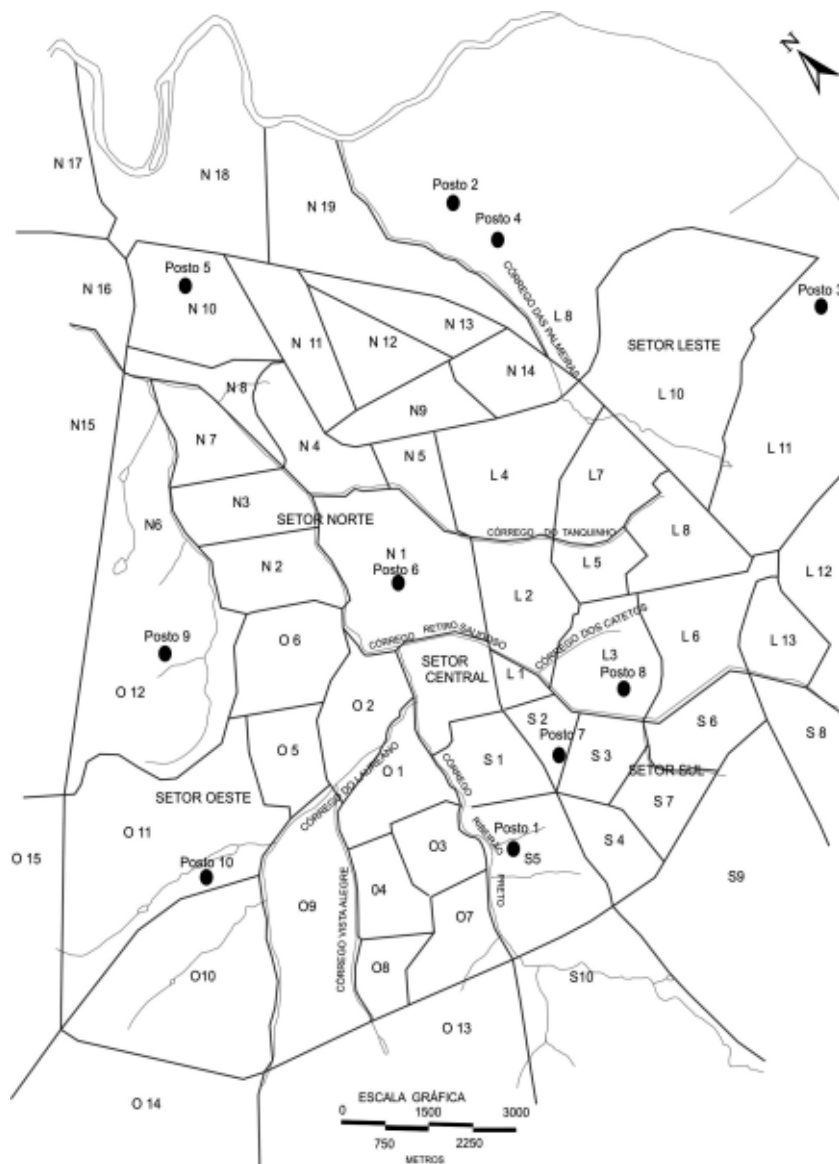 N
N 17
N 18
N 19
Posto 2
Posto 4
Posto 5
N 10
N 16
Posto 3
CÓRREGO DAS PALMEIRAS
L 8
SETOR LESTE
N 13
N 11
N 12
N 14
L 10
N 8
N9
N15
N 7
N 4
N 5
L 4
L7
L 11
N3
SETOR NORTE
CÓRREGO DO TANQUINHO
L 8
N6
N 1
Posto 6
N 2
L 5
L 2
L 12
CÓRREGO RETIRO SAUDOSO
CÓRREGO DOS CATETOS
O 6
Posto 9
SETOR
CENTRAL
L 1
L3
Posto 8
L 6
L 13
O 12
O 2
S 2
Posto 7
S 6
S 8
O 5
CÓRREGO DO LAUREANO
O 1
S 1
S 3
SETOR SUL
SETOR OESTE
CÓRREGO
RIBEIRÃO
PRETO
S 7
O 11
O 15
Posto 10
O3
Posto 1
S5
S 4
S9
04
O9
CÓRREGO VISTA ALEGRE
O7
O8
O10
S10
O 13
O 14
ESCALA GRÁFICA
0 1500 3000
750 2250
METROS